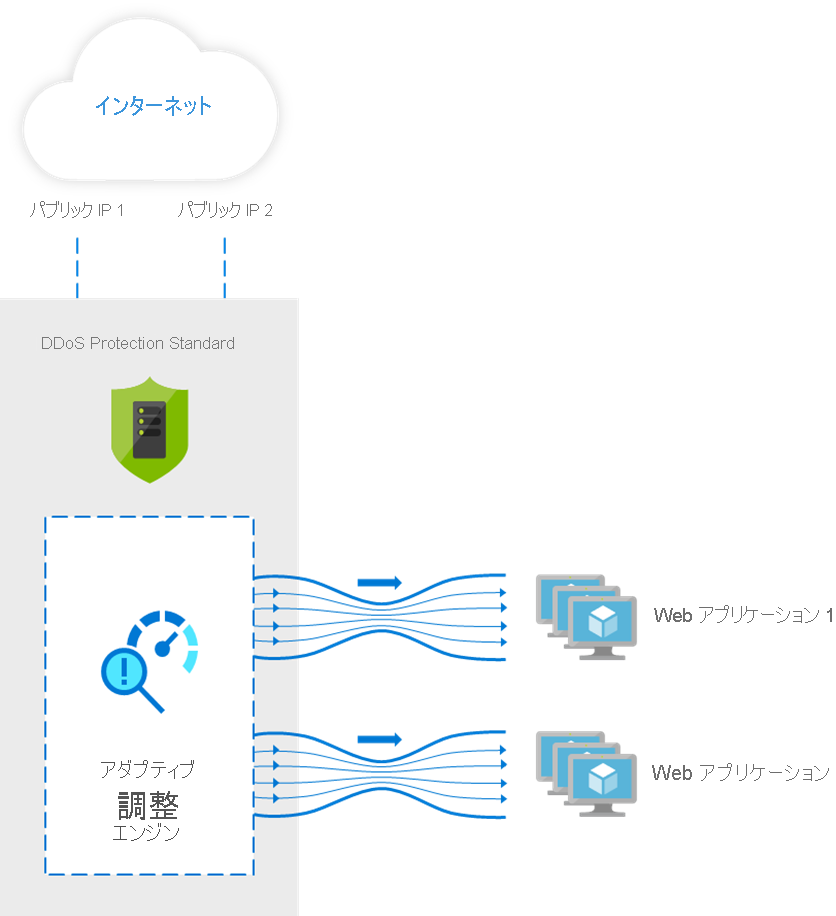 インターネット
パブリック IP 1
パブリック IP 2
DDoS Protection Standard
アダプティブ
調整
エンジン
Web アプリケーション 1
Web アプリケーション